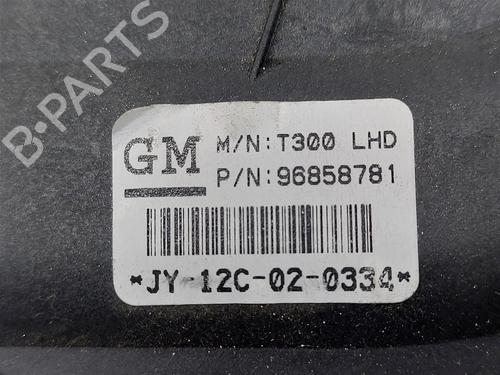 B-PARTS
GM
M/N:T300 LHD
P/N:96858781
*JY-12C-02-0334*